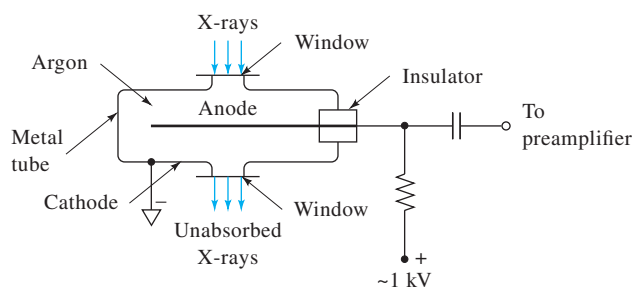 X-rays
Window
Argon
Insulator
Anode
To
preamplifier
Metal
tube
Cathode
−
Window
Unabsorbed
X-rays
+
~1 kV